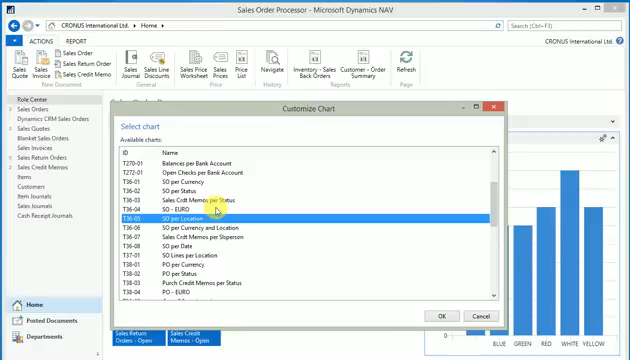 Sales Order Processor - Microsoft Dynamics NAV
CRONUS International Ltd. Home
Search (Ctrl+F3)
ACTIONS REPORT
CRONUS International Ltd.
Sales Quote
Sales Invoice
Sales Order
Sales Return Order
Sales Credit Memo
Sales Journal
Sales Line Discounts
Sales Price Worksheet
Sales Prices
Price List
Navigate
Inventory - Sales Back Orders
Customer - Order Summary
Refresh
New Document
General
Price
History
Reports
Page
Role Center
Sales Orders
Dynamics CRM Sales Orders
Sales Quotes
Blanket Sales Orders
Sales Invoices
Sales Return Orders
Sales Credit Memos
Items
Customers
Item Journals
Sales Journals
Cash Receipt Journals
Home
Posted Documents
Departments
Customize Chart
Select chart
Available charts:
ID Name
T270-01 Balances per Bank Account
T272-01 Open Checks per Bank Account
T36-01 SO per Currency
T36-02 SO per Status
T36-03 Sales Crdt Memos per Status
T36-04 SO - EURO
T36-05 SO per Location
T36-06 SO per Currency and Location
T36-07 Sales Crdt Memos per Slsperson
T36-08 SO per Date
T37-01 SO Lines per Location
T38-01 PO per Currency
T38-02 PO per Status
T38-03 Purch Credit Memos per Status
T38-04 PO - EURO
OK Cancel
Sales Return Orders - Open
Sales Credit Memos - Open
0
BLUE GREEN RED WHITE YELLOW